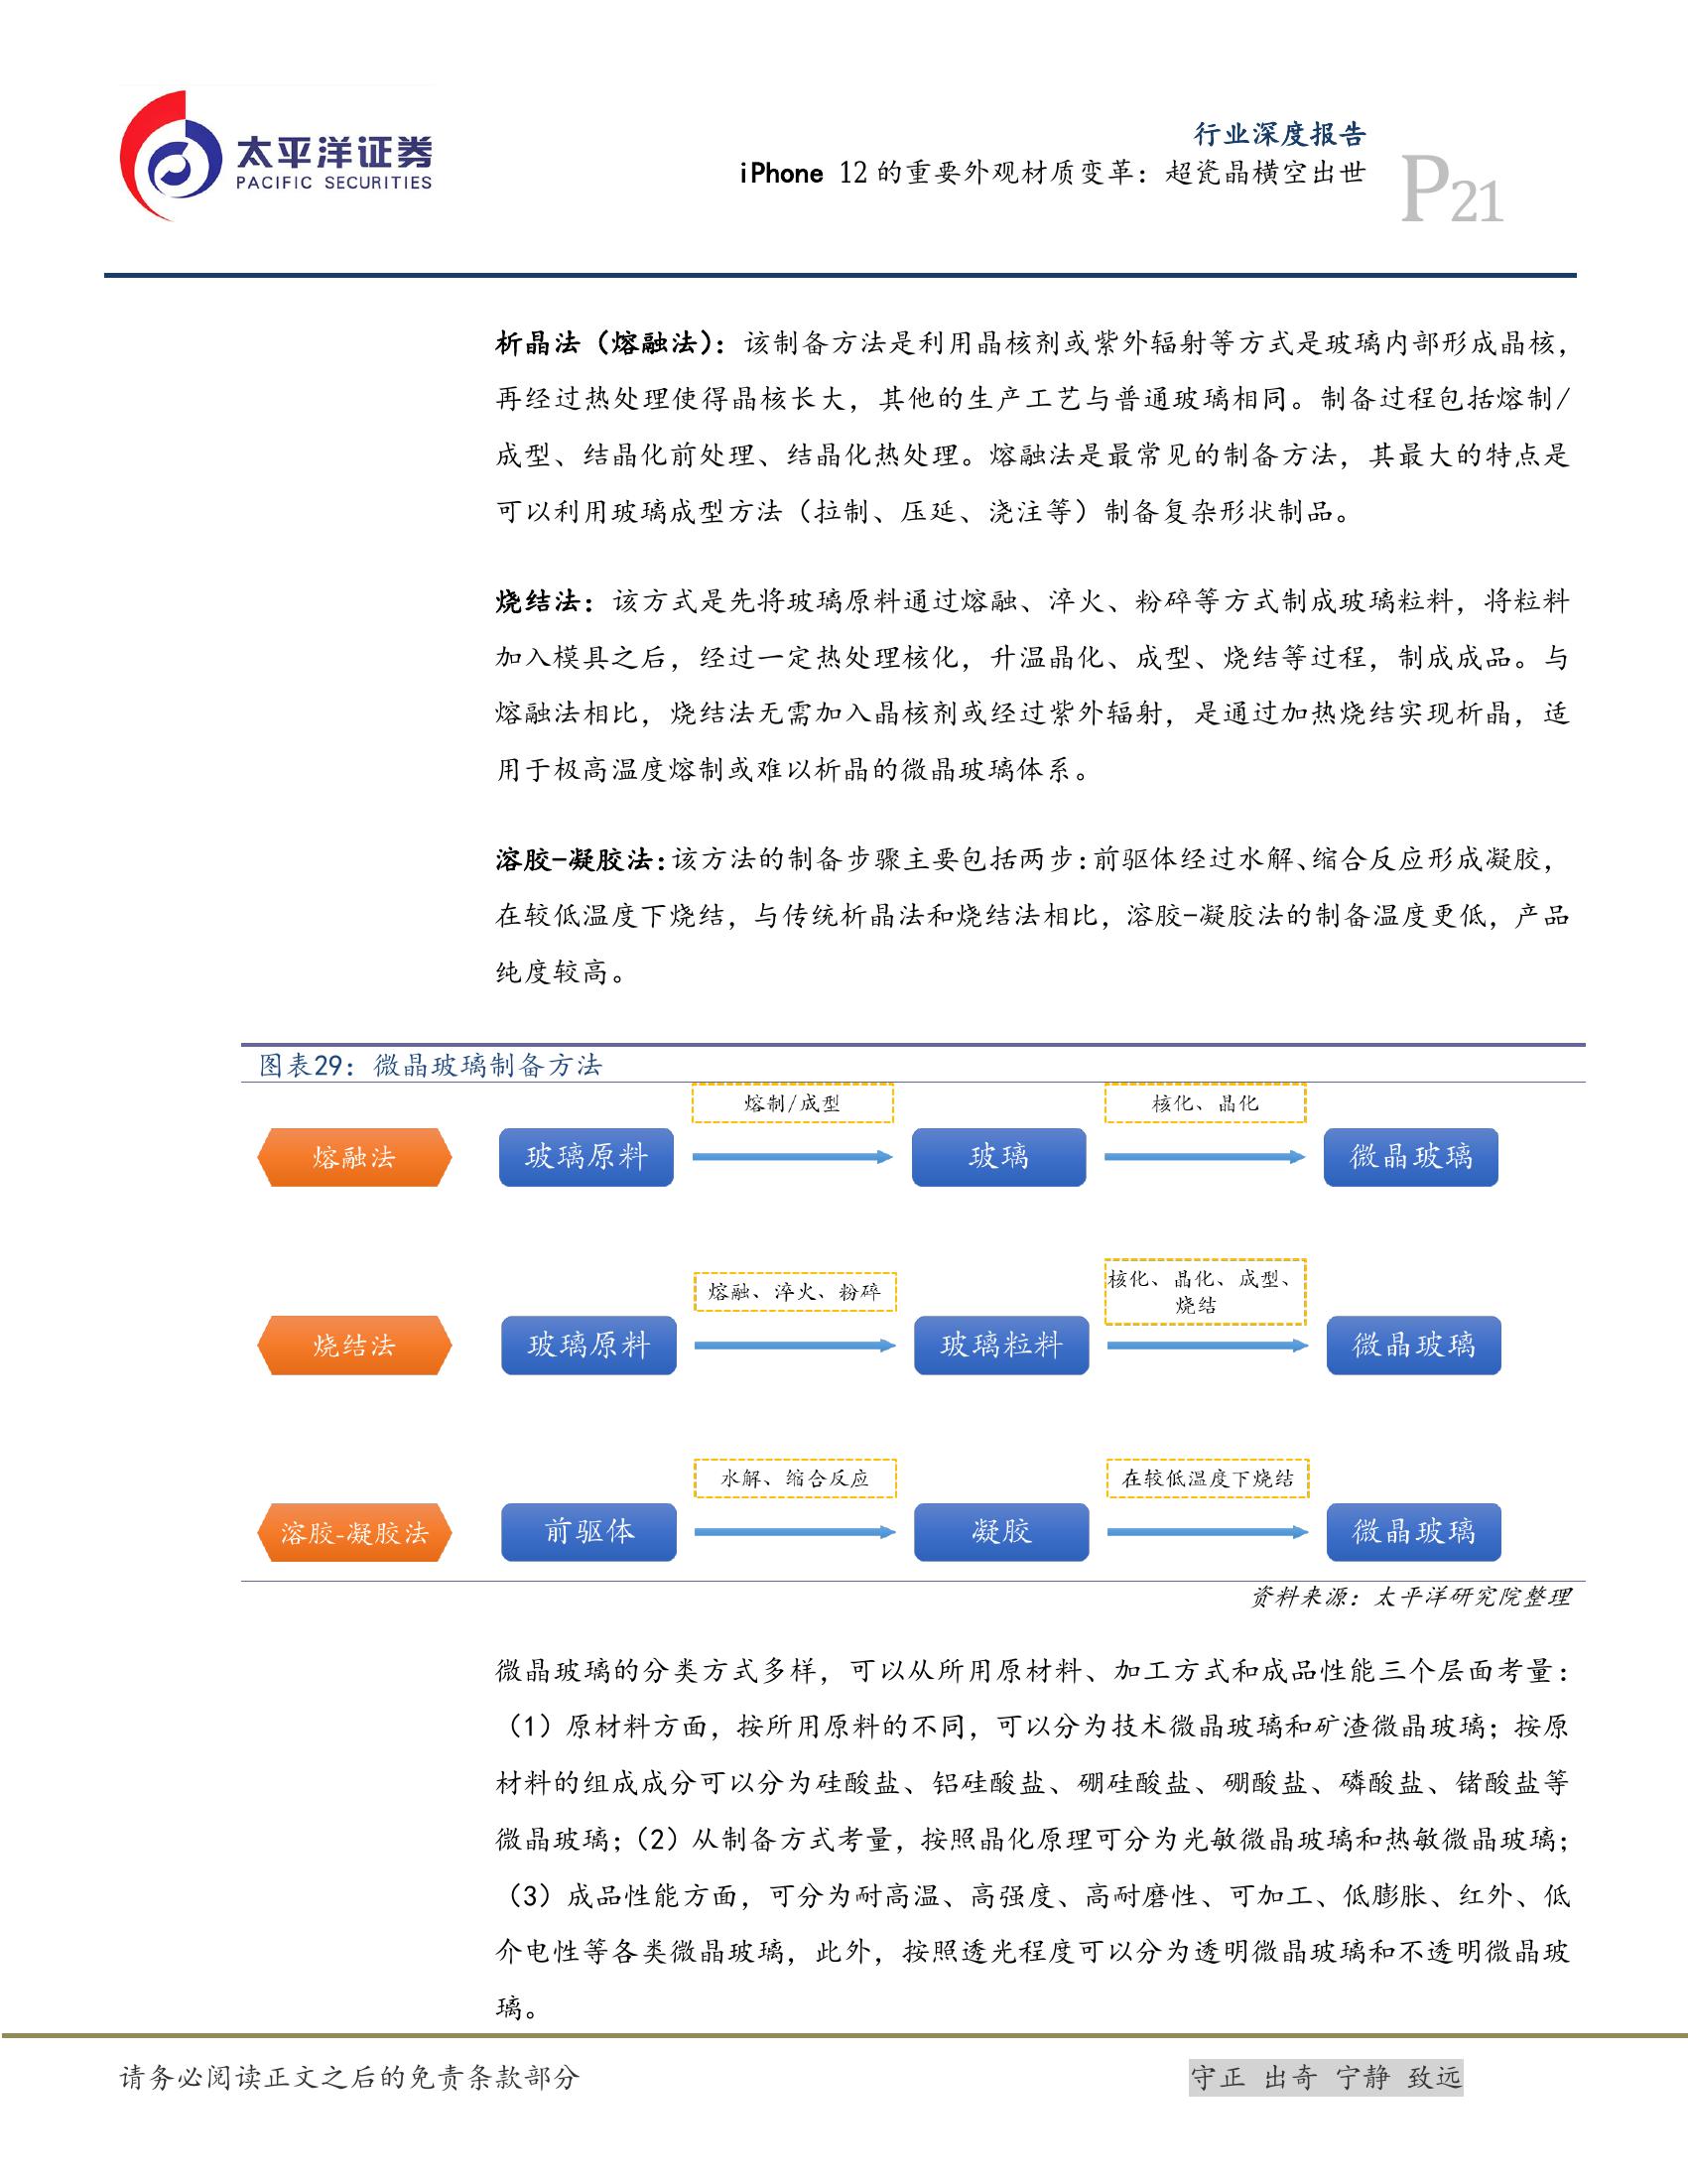 太平洋证券
PACIFIC SECURITIES
行业深度报告
iPhone 12 的重要外观材质变革：超瓷晶横空出世
P21
析晶法（熔融法）：该制备方法是利用晶核剂或紫外辐射等方式是玻璃内部形成晶核，
再经过热处理使得晶核长大，其他的生产工艺与普通玻璃相同。制备过程包括熔制/
成型、结晶化前处理、结晶化热处理。熔融法是最常见的制备方法，其最大的特点是
可以利用玻璃成型方法（拉制、压延、浇注等）制备复杂形状制品。
烧结法：该方式是先将玻璃原料通过熔融、淬火、粉碎等方式制成玻璃粒料，将粒料
加入模具之后，经过一定热处理核化，升温晶化、成型、烧结等过程，制成成品。与
熔融法相比，烧结法无需加入晶核剂或经过紫外辐射，是通过加热烧结实现析晶，适
用于极高温度熔制或难以析晶的微晶玻璃体系。
溶胶-凝胶法：该方法的制备步骤主要包括两步：前驱体经过水解、缩合反应形成凝胶，
在较低温度下烧结，与传统析晶法和烧结法相比，溶胶-凝胶法的制备温度更低，产品
纯度较高。
图表29：微晶玻璃制备方法
熔制/成型
核化、晶化
熔融法
玻璃原料
玻璃
微晶玻璃
熔融、淬火、粉碎
核化、晶化、成型、
烧结
烧结法
玻璃原料
玻璃粒料
微晶玻璃
水解、缩合反应
在较低温度下烧结
溶胶-凝胶法
前驱体
凝胶
微晶玻璃
资料来源：太平洋研究院整理
微晶玻璃的分类方式多样，可以从所用原材料、加工方式和成品性能三个层面考量：
（1）原材料方面，按所用原料的不同，可以分为技术微晶玻璃和矿渣微晶玻璃；按原
材料的组成成分可以分为硅酸盐、铝硅酸盐、硼硅酸盐、硼酸盐、磷酸盐、锗酸盐等
微晶玻璃；（2）从制备方式考量，按照晶化原理可分为光敏微晶玻璃和热敏微晶玻璃；
（3）成品性能方面，可分为耐高温、高强度、高耐磨性、可加工、低膨胀、红外、低
介电性等各类微晶玻璃，此外，按照透光程度可以分为透明微晶玻璃和不透明微晶玻
璃。
请务必阅读正文之后的免责条款部分
守正 出奇 宁静 致远